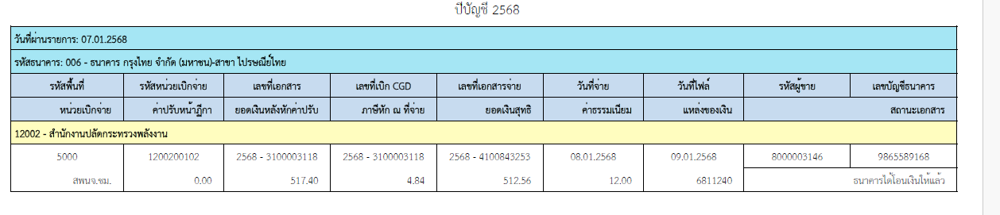 ปีบัญชี 2568
วันที่ผ่านรายการ: 07.01.2568
รหัสธนาคาร: 006 - ธนาคาร กรุงไทย จำกัด (มหาชน)-สาขา ไปรษณีย์ไทย
รหัสพื้นที่ รหัสหน่วยเบิกจ่าย เลขที่เอกสาร เลขที่เบิก CGD เลขที่เอกสารจ่าย วันที่จ่าย วันที่ไฟล์ รหัสผู้ขาย เลขบัญชีธนาคาร
หน่วยเบิกจ่าย ค่าปรับหน้าฎีกา ยอดเงินหลังหักค่าปรับ ภาษีหัก ณ ที่จ่าย ยอดเงินสุทธิ ค่าธรรมเนียม แหล่งของเงิน สถานะเอกสาร
12002 - สำนักงานปลัดกระทรวงพลังงาน
5000 1200200102 2568 - 3100003118 2568 - 3100003118 2568 - 4100843253 08.01.2568 09.01.2568 8000003146 9865589168
สพนจ.ชม. 0.00 517.40 4.84 512.56 12.00 6811240 ธนาคารได้โอนเงินให้แล้ว